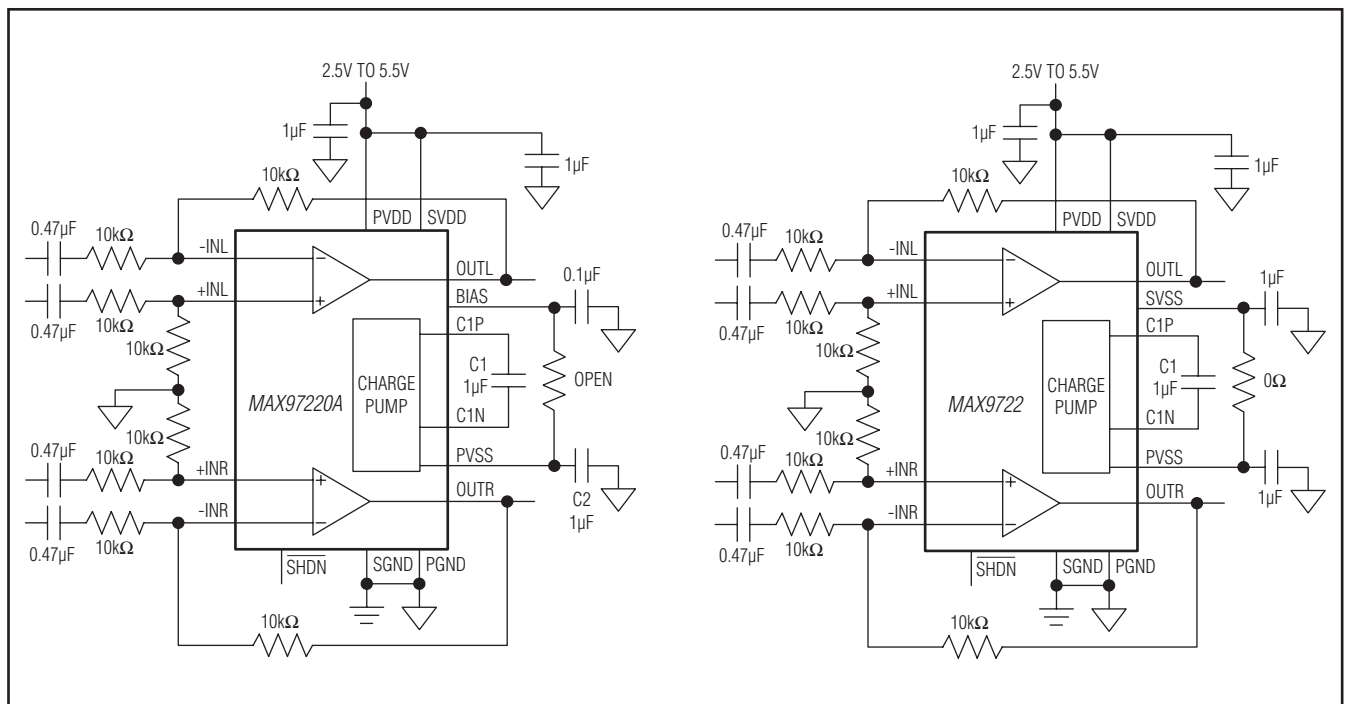 2.5V TO 5.5V
1µF
1µF
10kΩ
PVDD
SVDD
0.47µF
10kΩ
-INL
OUTL
+INL
BIAS
0.1µF
0.47µF
10kΩ
10kΩ
C1P
C1
1µF
OPEN
CHARGE
PUMP
MAX97220A
C1N
10kΩ
10kΩ
0.47µF
+INR
PVSS
OUTR
C2
1µF
-INR
0.47µF
10kΩ
SHDN
SGND
PGND
10kΩ
2.5V TO 5.5V
1µF
1µF
10kΩ
PVDD
SVDD
0.47µF
10kΩ
-INL
OUTL
+INL
SVSS
1µF
0.47µF
10kΩ
10kΩ
C1P
C1
1µF
0Ω
CHARGE
PUMP
MAX9722
C1N
10kΩ
10kΩ
0.47µF
+INR
PVSS
OUTR
1µF
-INR
0.47µF
10kΩ
SHDN
SGND
PGND
10kΩ